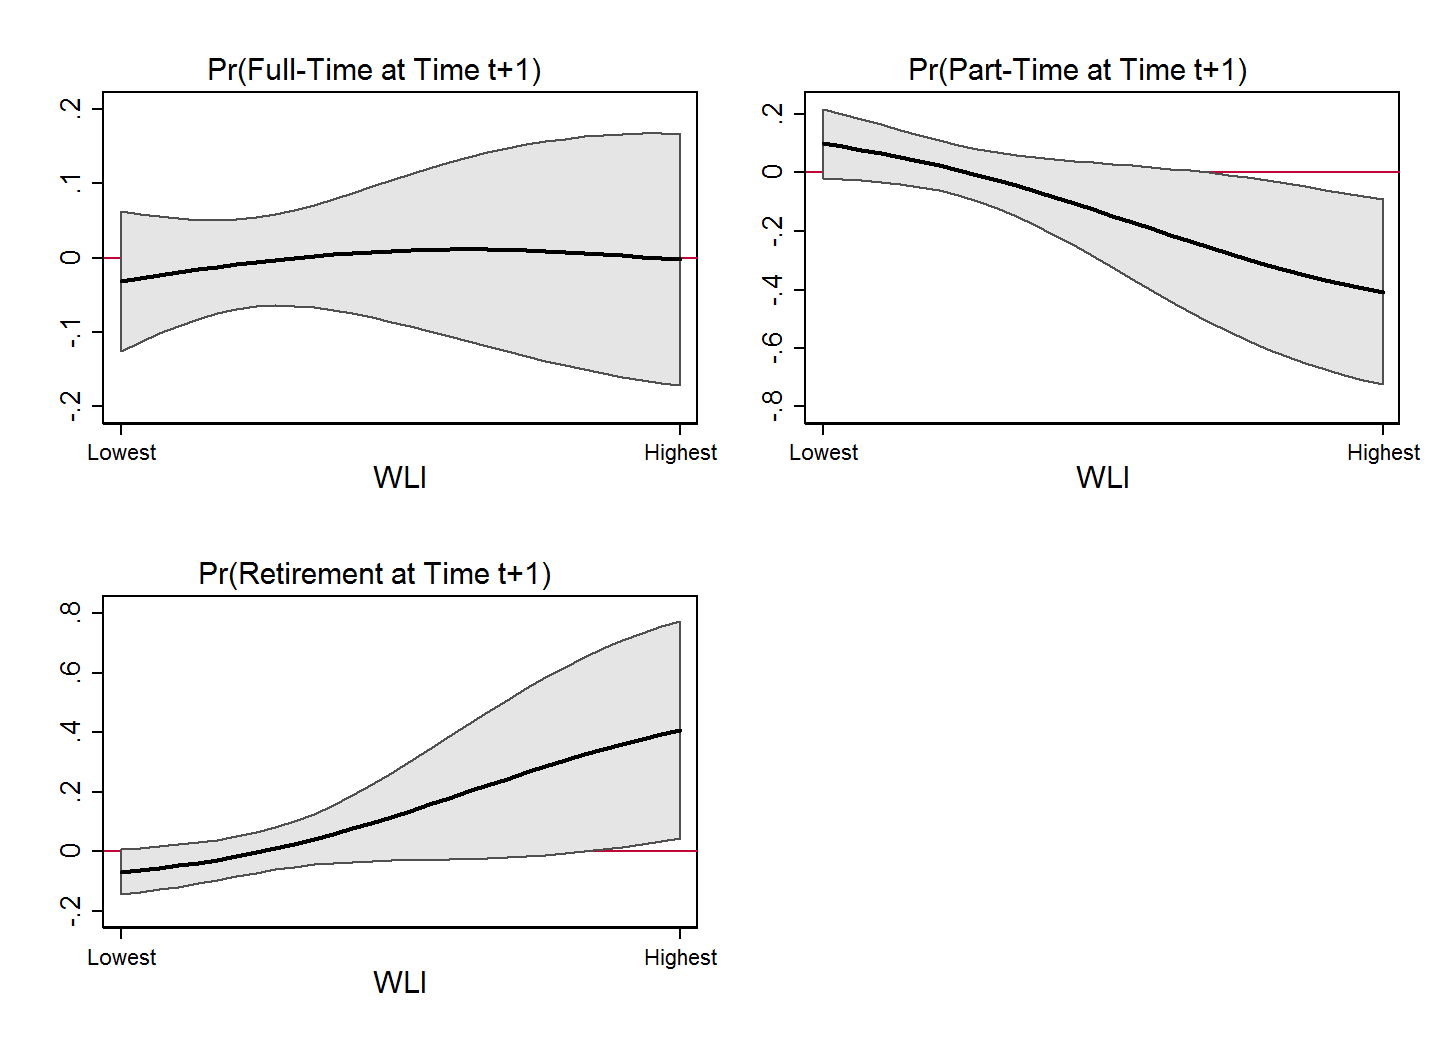 Pr(Full-Time at Time t+1)
.2
.1
0
-.1
-.2
Lowest Highest
WLI
Pr(Part-Time at Time t+1)
.2
0
-.2
-.4
-.6
-.8
Lowest Highest
WLI
Pr(Retirement at Time t+1)
.8
.6
.4
.2
0
-.2
Lowest Highest
WLI